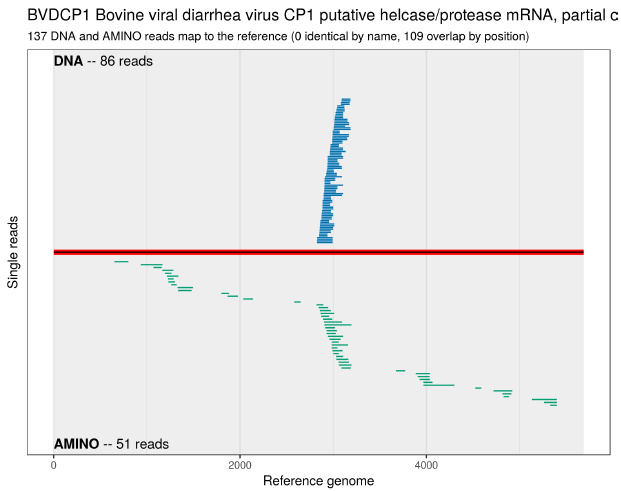 BVDCP1 Bovine viral diarrhea virus CP1 putative helcase/protease mRNA, partial c
137 DNA and AMINO reads map to the reference (0 identical by name, 109 overlap by position)
DNA -- 86 reads
Single reads
AMINO -- 51 reads
0 2000 4000
Reference genome